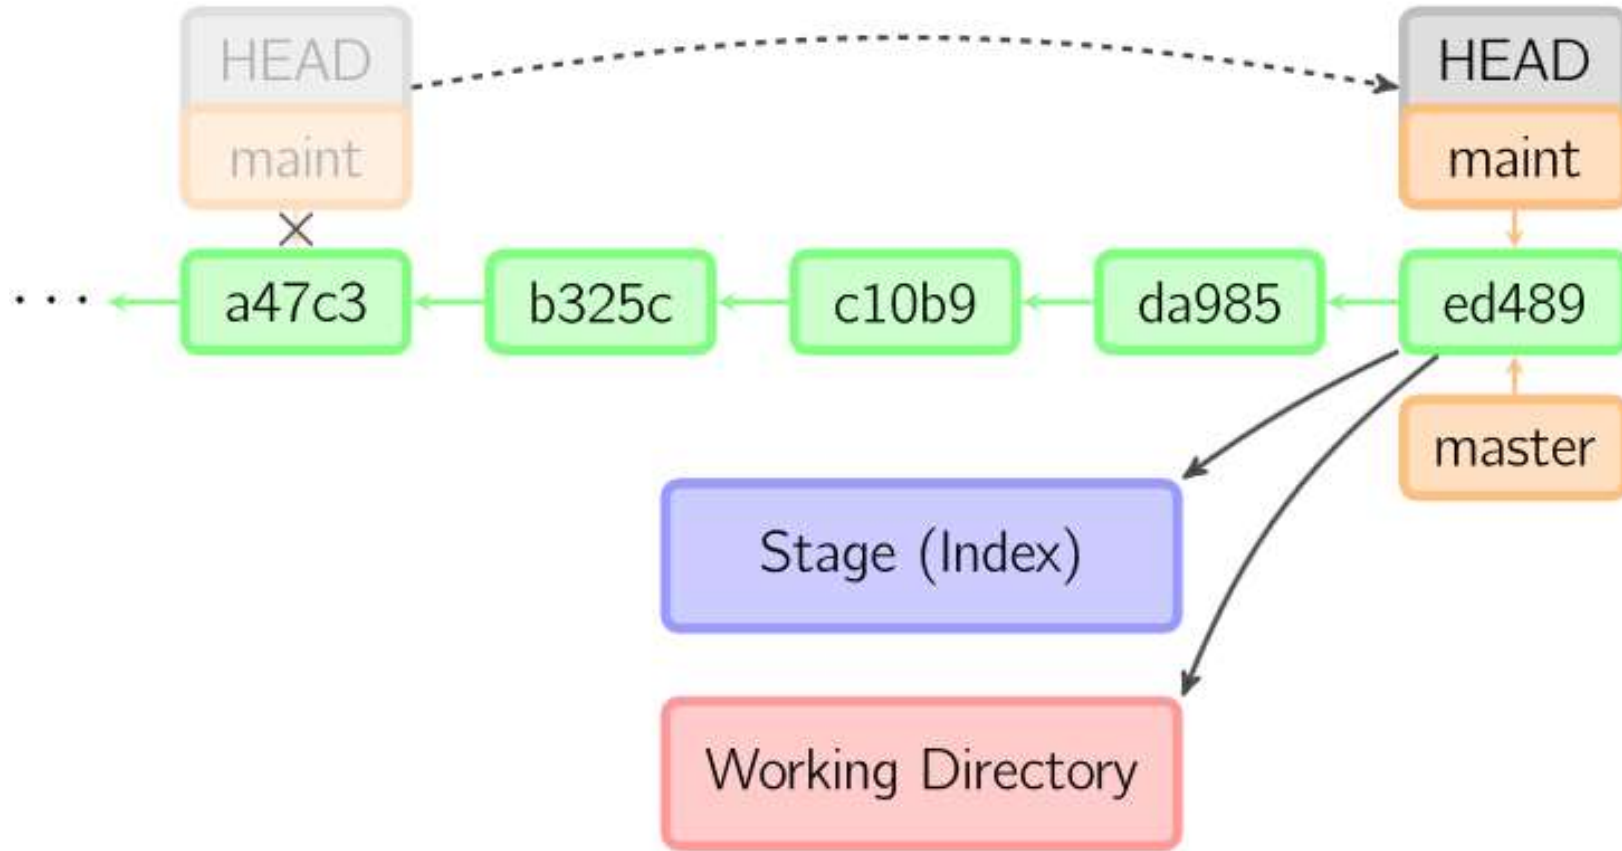 HEAD
maint
HEAD
maint
...
a47c3
b325c
c10b9
da985
ed489
master
Stage (Index)
Working Directory